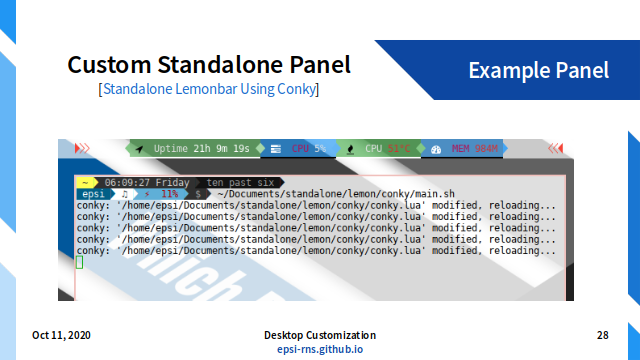 Custom Standalone Panel
[Standalone Lemonbar Using Conky]
Example Panel
Uptime 21h 9m 19s CPU 5% CPU 51°C MEM 984M
~ 06:09:27 Friday ten past six
epsi ♫ ⚡ 11% $ ~/Documents/standalone/lemon/conky/main.sh
conky: '/home/epsi/Documents/standalone/lemon/conky/conky.lua' modified, reloading...
conky: '/home/epsi/Documents/standalone/lemon/conky/conky.lua' modified, reloading...
conky: '/home/epsi/Documents/standalone/lemon/conky/conky.lua' modified, reloading...
conky: '/home/epsi/Documents/standalone/lemon/conky/conky.lua' modified, reloading...
conky: '/home/epsi/Documents/standalone/lemon/conky/conky.lua' modified, reloading...
Oct 11, 2020
Desktop Customization
28
epsi-rns.github.io